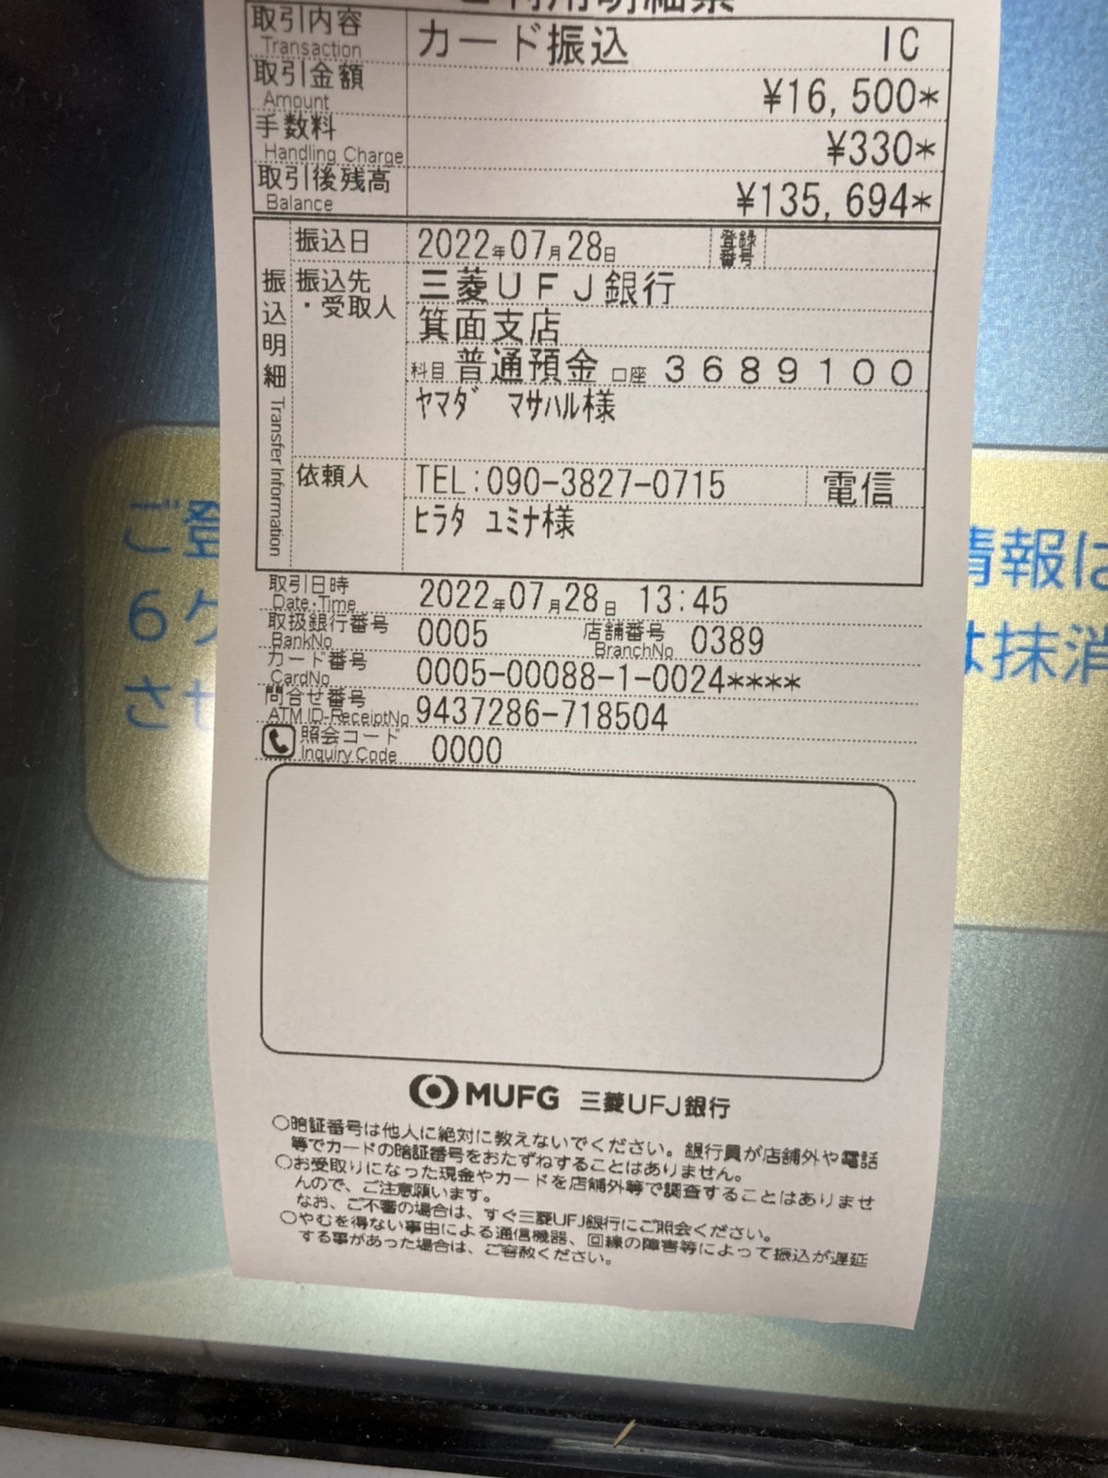 ご利用明細票
取引内容 Transaction カード振込 IC
取引金額 Amount ¥16,500*
手数料 Handling Charge ¥330*
取引後残高 Balance ¥135,694*
振込明細 Transfer Information
振込日 2022年07月28日 登録番号
振込先・受取人 三菱UFJ銀行
箕面支店
科目 普通預金 口座 3689100
ヤマダ マサハル様
依頼人 TEL:090-3827-0715 電信
ヒラタ ユミナ様
取引日時 Date・Time 2022年07月28日 13:45
取扱銀行番号 BankNo 0005 店舗番号 BranchNo 0389
カード番号 CardNo 0005-00088-1-0024****
問合せ番号 ATM ID-ReceiptNo 9437286-718504
照会コード Inquiry Code 0000
MUFG 三菱UFJ銀行
○暗証番号は他人に絶対に教えないでください。銀行員が店舗外や電話
等でカードの暗証番号をおたずねすることはありません。
○お受取りになった現金やカードを店舗外等で調査することはありませ
んので、ご注意願います。
なお、ご不審の場合は、すぐ三菱UFJ銀行にご照会ください。
○やむを得ない事由による通信機器、回線の障害等によって振込が遅延
する事があった場合は、ご容赦ください。
ご登 情報は
6ケ は抹消
させ